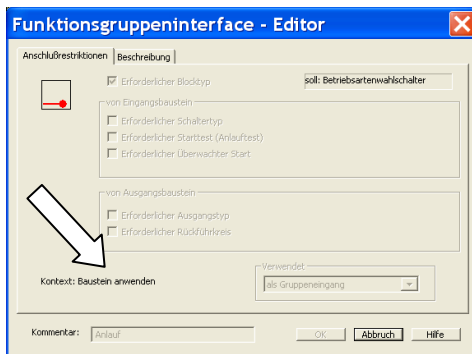 Funktionsgruppeninterface - Editor
Anschlußrestriktionen
Beschreibung
Erforderlicher Blocktyp
soll: Betriebsartenwahlschalter
von Eingangsbaustein
Erforderlicher Schaltertyp
Erforderlicher Starttest (Anlauftest)
Erforderlicher Überwachter Start
von Ausgangsbaustein
Erforderlicher Ausgangstyp
Erforderlicher Rückführkreis
Kontext: Baustein anwenden
Verwendet
als Gruppeneingang
Kommentar:
Anlauf
OK
Abbruch
Hilfe